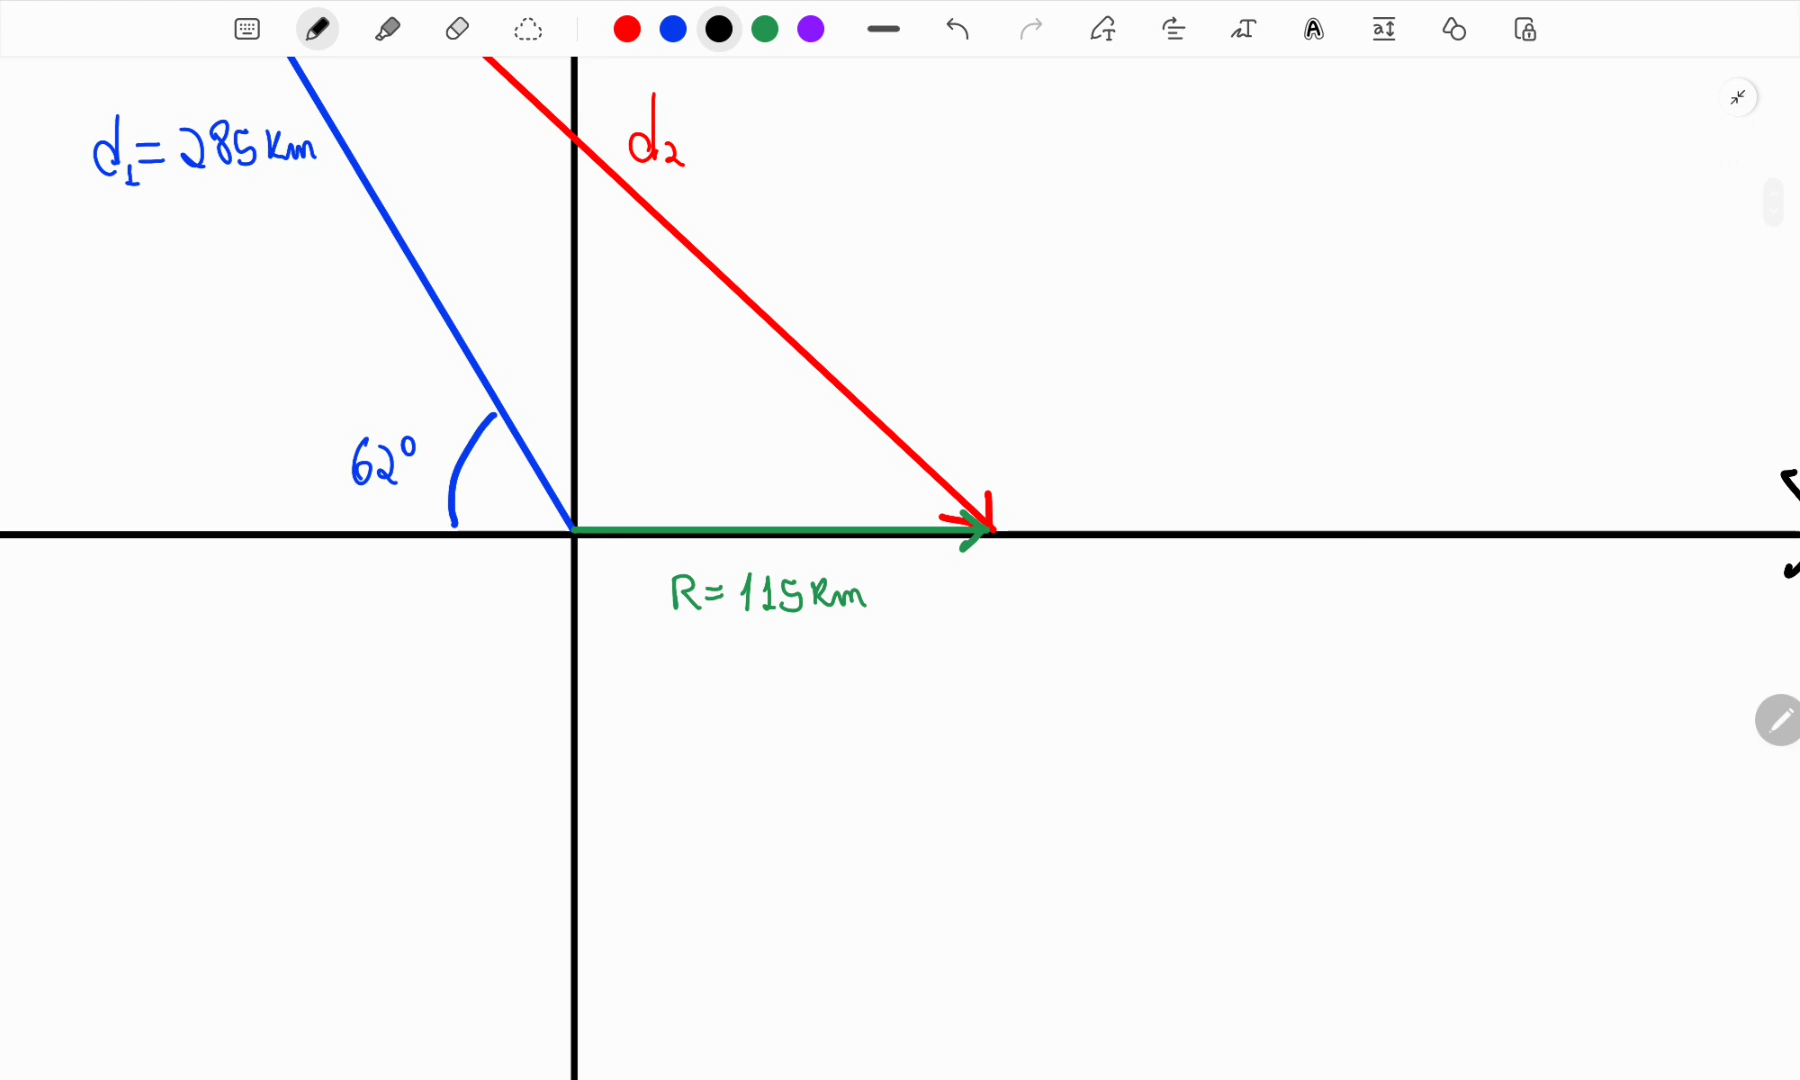 d₁ = 285 km
d₂
62°
R = 115 km